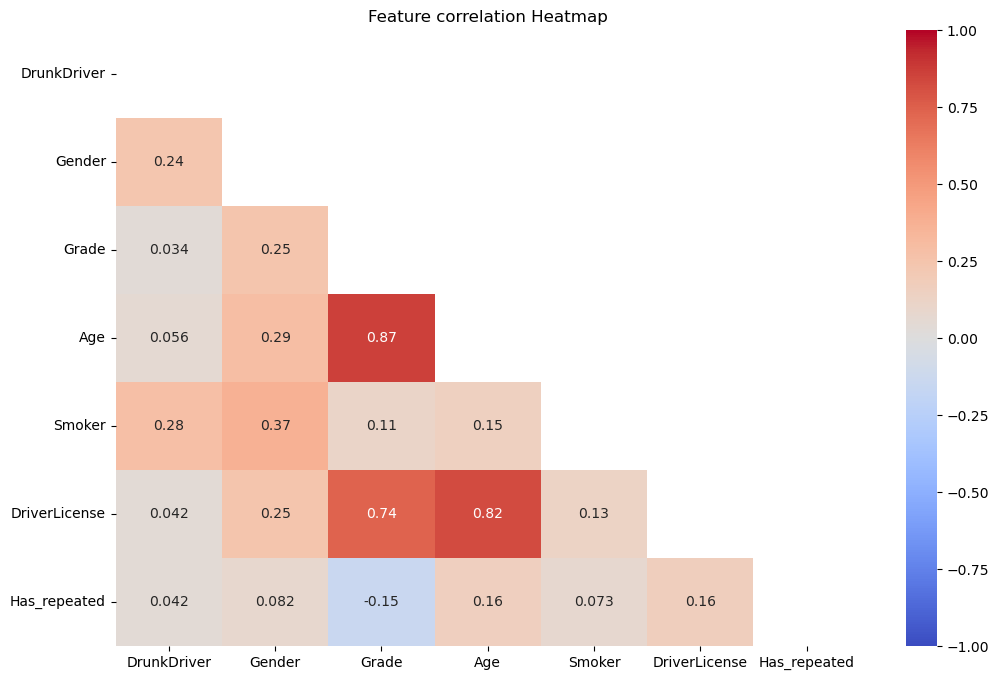 Feature correlation Heatmap
DrunkDriver
Gender 0.24
Grade 0.034 0.25
Age 0.056 0.29 0.87
Smoker 0.28 0.37 0.11 0.15
DriverLicense 0.042 0.25 0.74 0.82 0.13
Has_repeated 0.042 0.082 -0.15 0.16 0.073 0.16
DrunkDriver Gender Grade Age Smoker DriverLicense Has_repeated
1.00
0.75
0.50
0.25
0.00
−0.25
−0.50
−0.75
−1.00